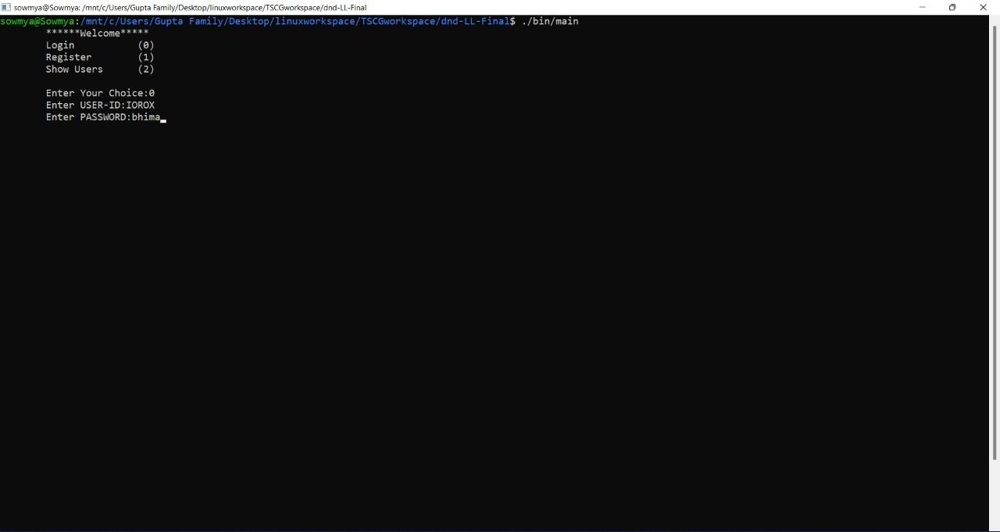 sowmya@Sowmya: /mnt/c/Users/Gupta Family/Desktop/linuxworkspace/TSCGworkspace/dnd-LL-Final
sowmya@Sowmya:/mnt/c/Users/Gupta Family/Desktop/linuxworkspace/TSCGworkspace/dnd-LL-Final$ ./bin/main
******Welcome*****
Login (0)
Register (1)
Show Users (2)
Enter Your Choice:0
Enter USER-ID:IOROX
Enter PASSWORD:bhima